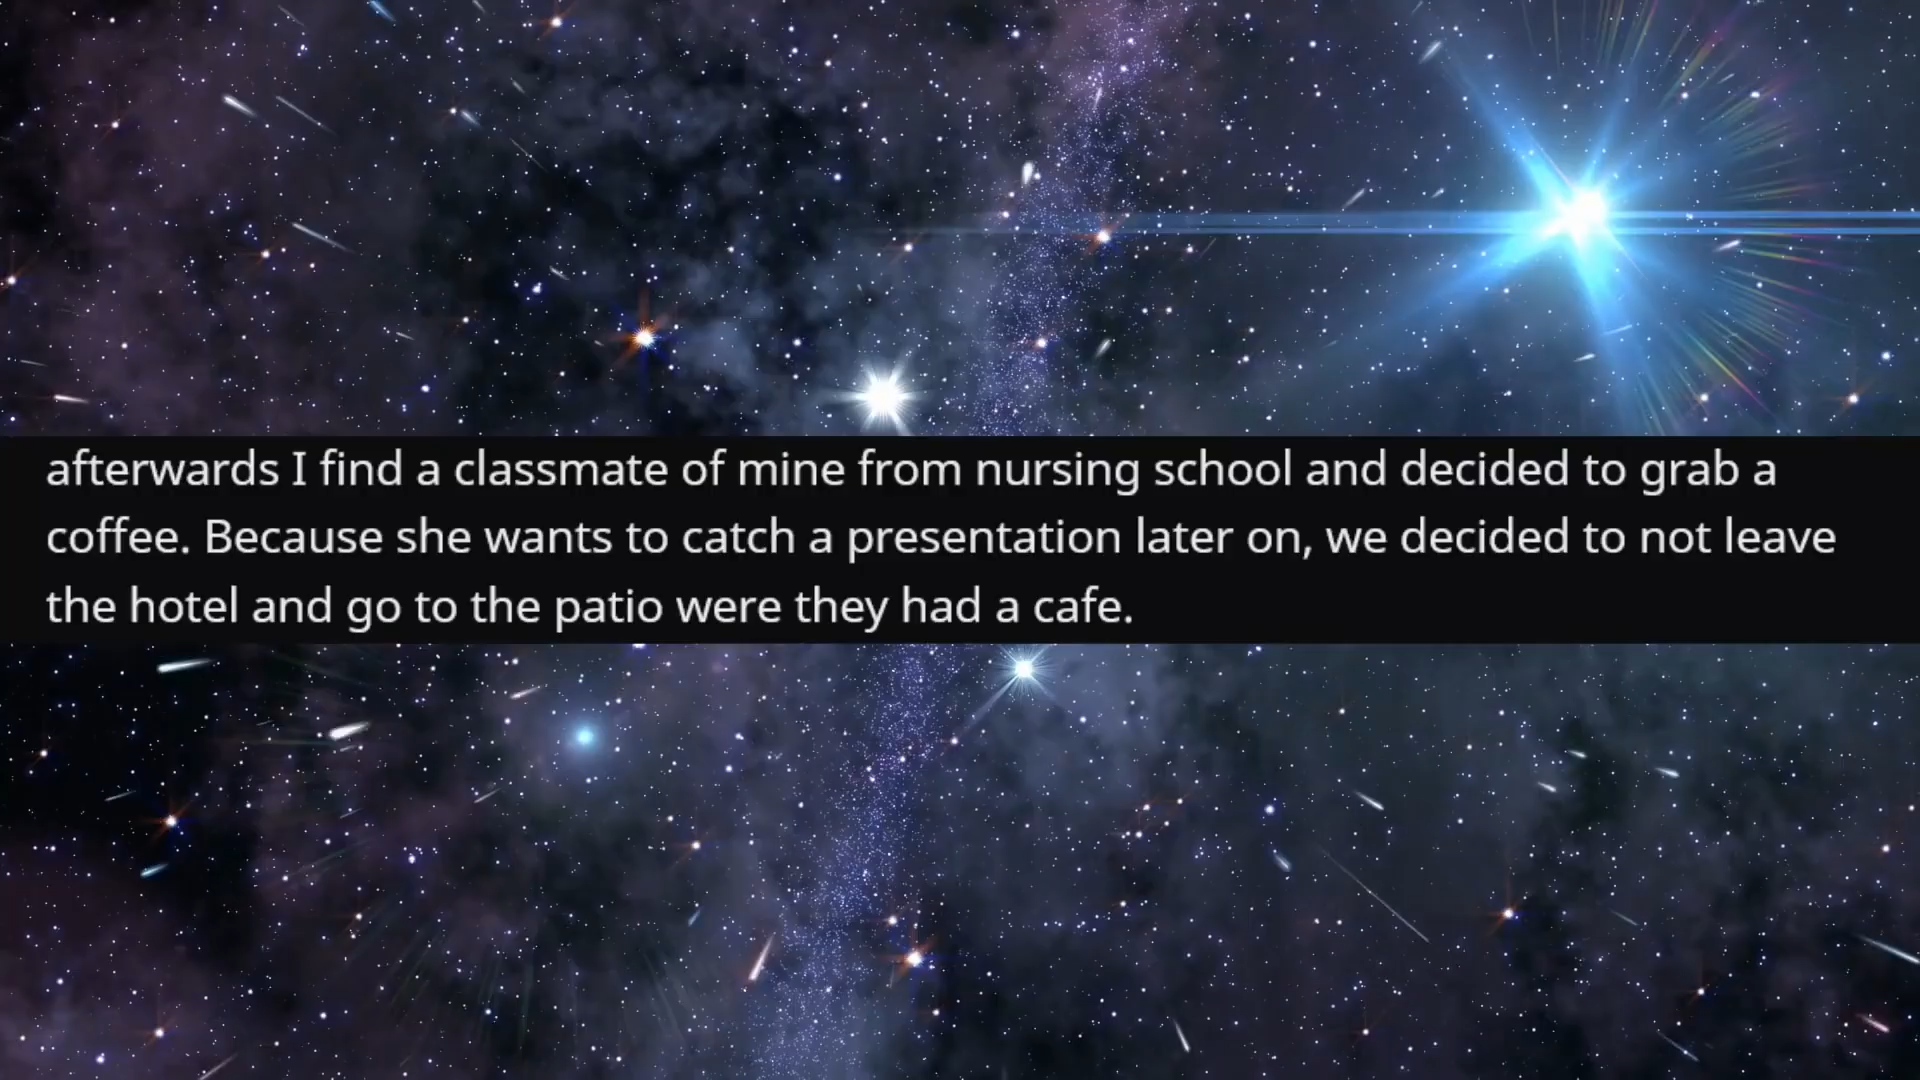 afterwards I find a classmate of mine from nursing school and decided to grab a
coffee. Because she wants to catch a presentation later on, we decided to not leave
the hotel and go to the patio were they had a cafe.